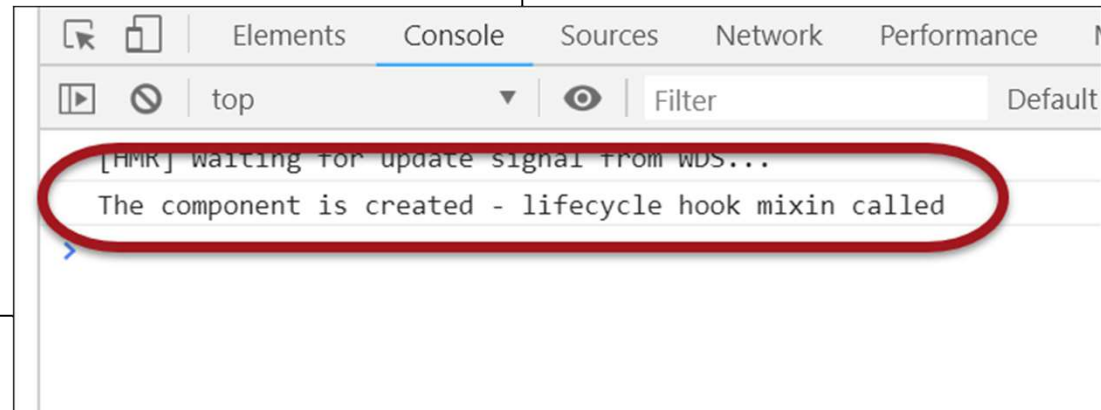 Elements Console Sources Network Performance
top Filter Default
[HMR] Waiting for update signal from WDS...
The component is created - lifecycle hook mixin called
>